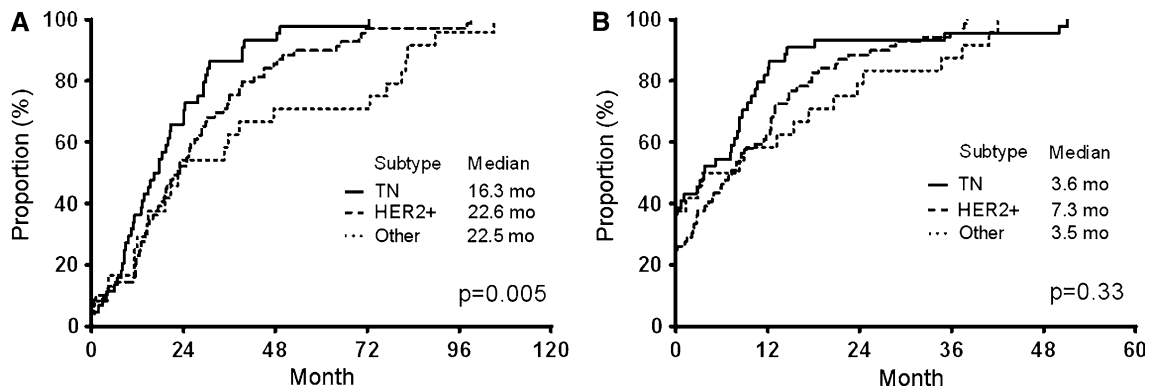 A
Proportion (%)
100
80
60
40
20
0
0 24 48 72 96 120
Month
Subtype Median
TN 16.3 mo
HER2+ 22.6 mo
Other 22.5 mo
p=0.005
B
Proportion (%)
100
80
60
40
20
0
0 12 24 36 48 60
Month
Subtype Median
TN 3.6 mo
HER2+ 7.3 mo
Other 3.5 mo
p=0.33